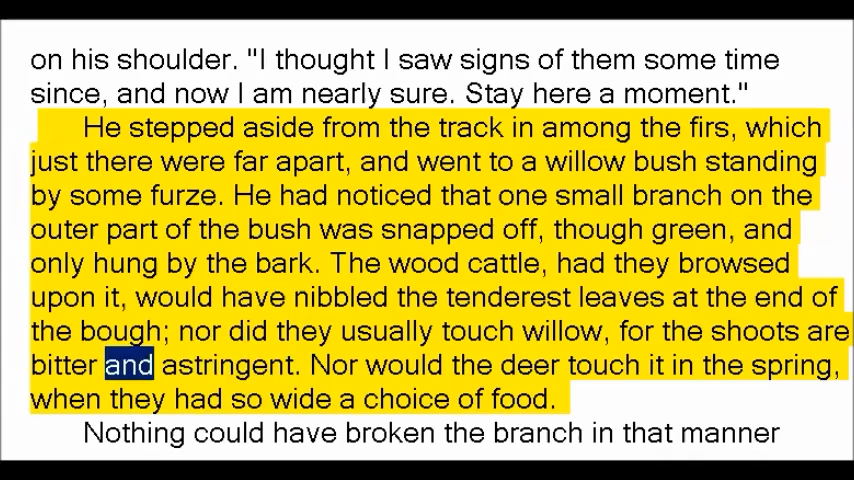 on his shoulder. "I thought I saw signs of them some time
since, and now I am nearly sure. Stay here a moment."
He stepped aside from the track in among the firs, which
just there were far apart, and went to a willow bush standing
by some furze. He had noticed that one small branch on the
outer part of the bush was snapped off, though green, and
only hung by the bark. The wood cattle, had they browsed
upon it, would have nibbled the tenderest leaves at the end of
the bough; nor did they usually touch willow, for the shoots are
bitter and astringent. Nor would the deer touch it in the spring,
when they had so wide a choice of food.
Nothing could have broken the branch in that manner